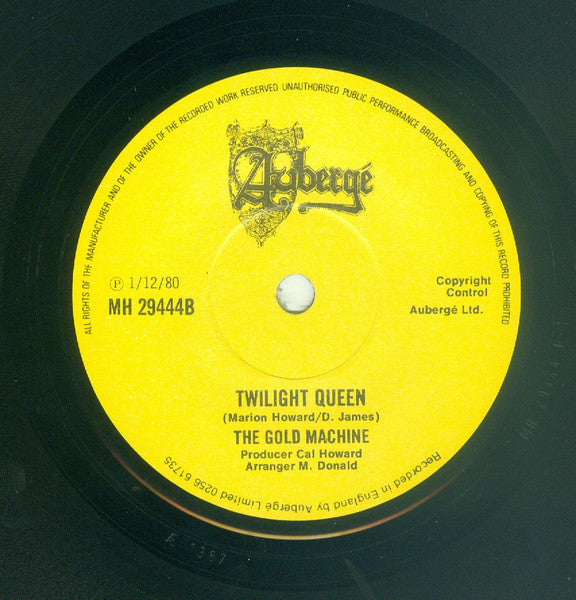 ALL RIGHTS OF THE MANUFACTURER AND OF THE OWNER OF THE RECORDED WORK RESERVED UNAUTHORISED PUBLIC PERFORMANCE BROADCASTING AND COPYING OF THIS RECORD PROHIBITED
Aubergé
Ⓟ 1/12/80
MH 29444B
Copyright
Control
Aubergé Ltd.
TWILIGHT QUEEN
(Marion Howard/D. James)
THE GOLD MACHINE
Producer Cal Howard
Arranger M. Donald
Recorded in England by Aubergé Limited 0256 61735